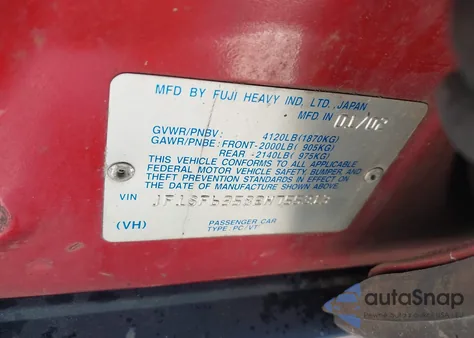 MFD BY FUJI HEAVY IND, LTD., JAPAN
MFD IN 01/02
GVWR/PNBV: 4120LB(1870KG)
GAWR/PNBE: FRONT-2000LB( 905KG)
REAR -2140LB( 975KG)
THIS VEHICLE CONFORMS TO ALL APPLICABLE
FEDERAL MOTOR VEHICLE SAFETY, BUMPER, AND
THEFT PREVENTION STANDARDS IN EFFECT ON
THE DATE OF MANUFACTURE SHOWN ABOVE.
VIN
(VH) PASSENGER CAR
TYPE:PC/VT
autoSnap